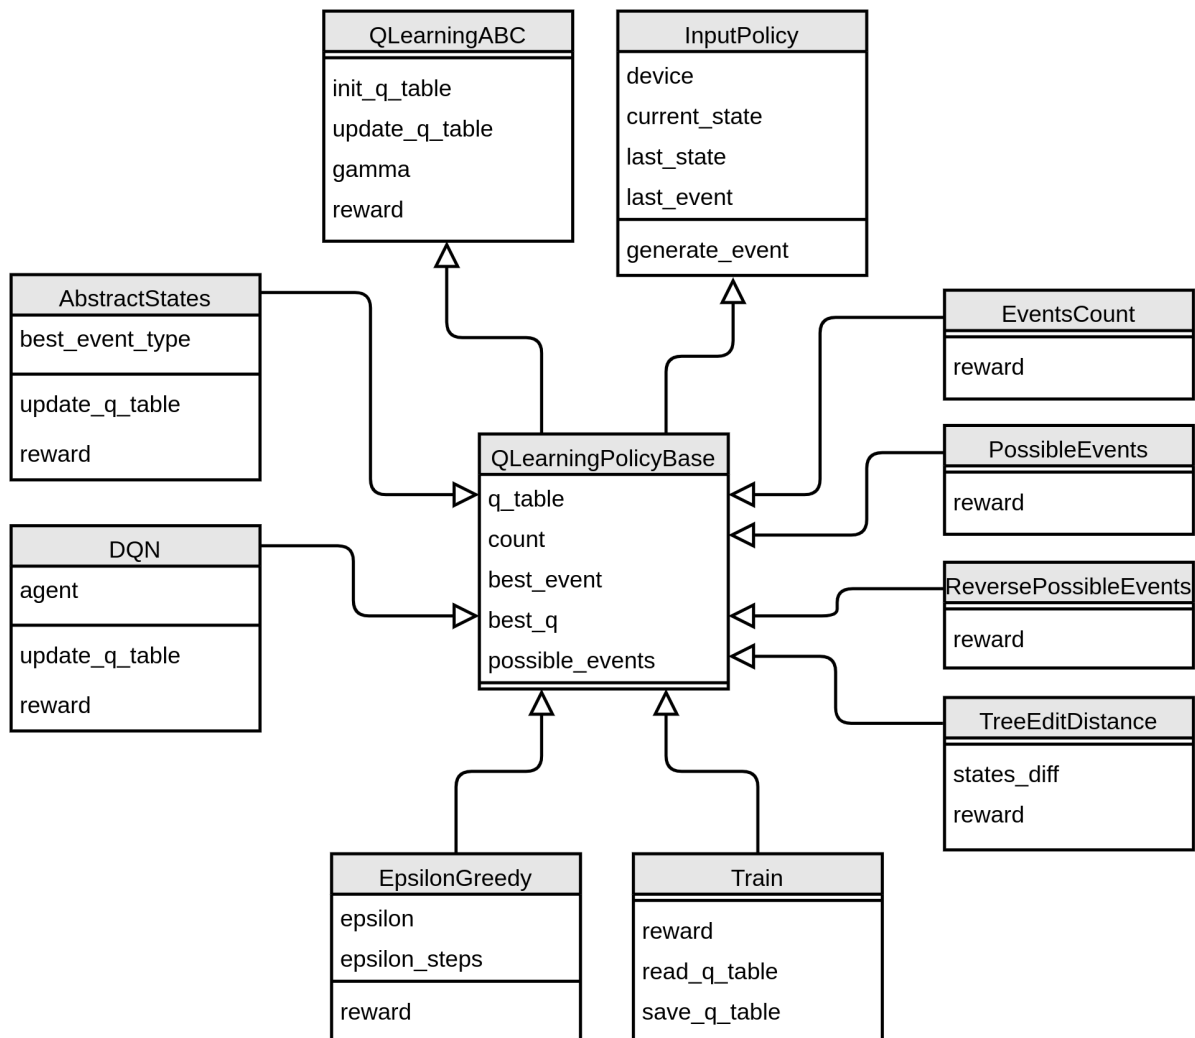 QLearningABC
init_q_table
update_q_table
gamma
reward
InputPolicy
device
current_state
last_state
last_event
generate_event
AbstractStates
best_event_type
update_q_table
reward
EventsCount
reward
QLearningPolicyBase
q_table
count
best_event
best_q
possible_events
PossibleEvents
reward
DQN
agent
update_q_table
reward
ReversePossibleEvents
reward
TreeEditDistance
states_diff
reward
EpsilonGreedy
epsilon
epsilon_steps
reward
Train
reward
read_q_table
save_q_table